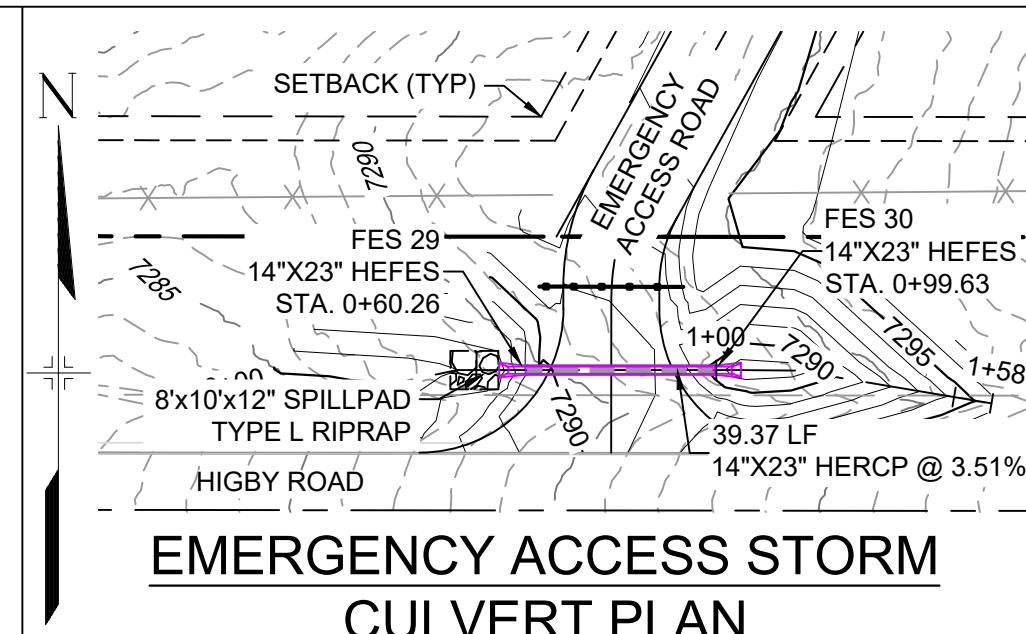 N
SETBACK (TYP)
7290
EMERGENCY
ACCESS ROAD
FES 29
14"X23" HEFES
STA. 0+60.26
FES 30
14"X23" HEFES
STA. 0+99.63
7285
1+00
7290
7295
1+58
8'x10'x12" SPILLPAD
TYPE L RIPRAP
7290
39.37 LF
14"X23" HERCP @ 3.51%
HIGBY ROAD
EMERGENCY ACCESS STORM
CULVERT PLAN